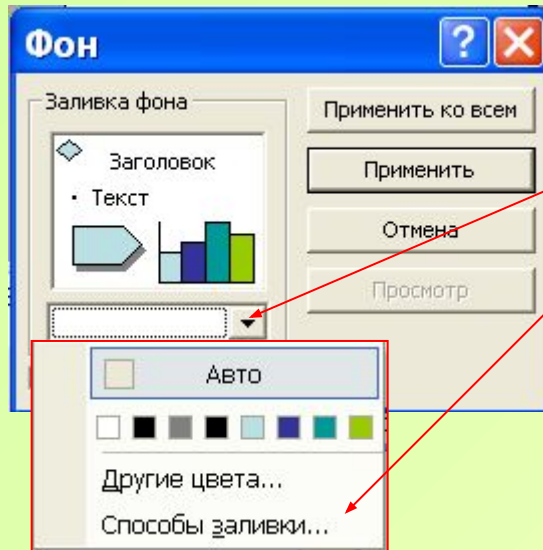 Фон
Заливка фона
Заголовок
• Текст
Применить ко всем
Применить
Отмена
Просмотр
Авто
Другие цвета...
Способы заливки...